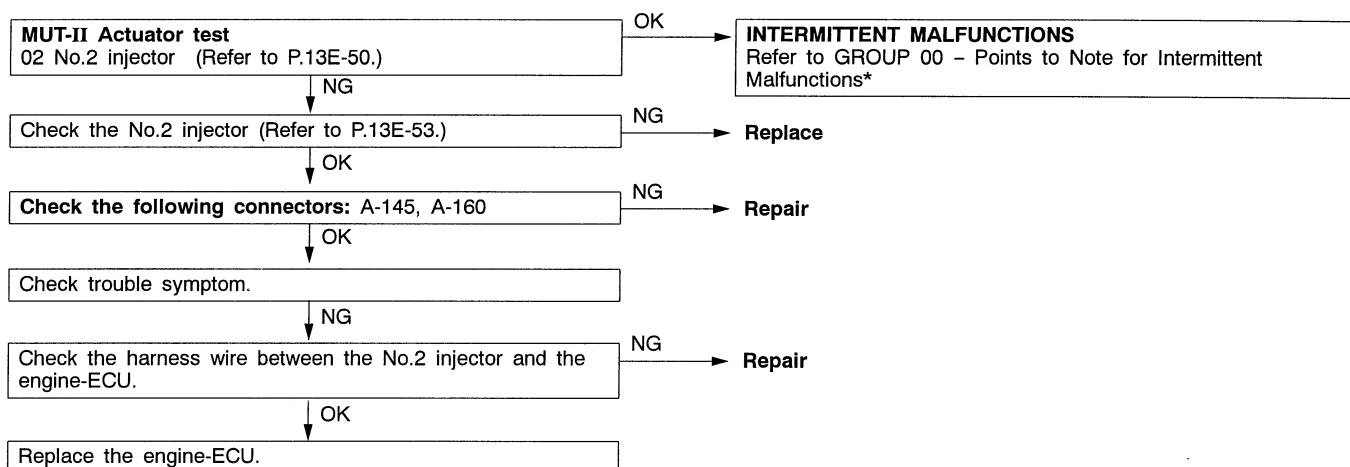 MUT-II Actuator test
02 No.2 injector (Refer to P.13E-50.)
OK
INTERMITTENT MALFUNCTIONS
Refer to GROUP 00 – Points to Note for Intermittent
Malfunctions*
NG
Check the No.2 injector (Refer to P.13E-53.)
NG
Replace
OK
Check the following connectors: A-145, A-160
NG
Repair
OK
Check trouble symptom.
NG
Check the harness wire between the No.2 injector and the
engine-ECU.
NG
Repair
OK
Replace the engine-ECU.